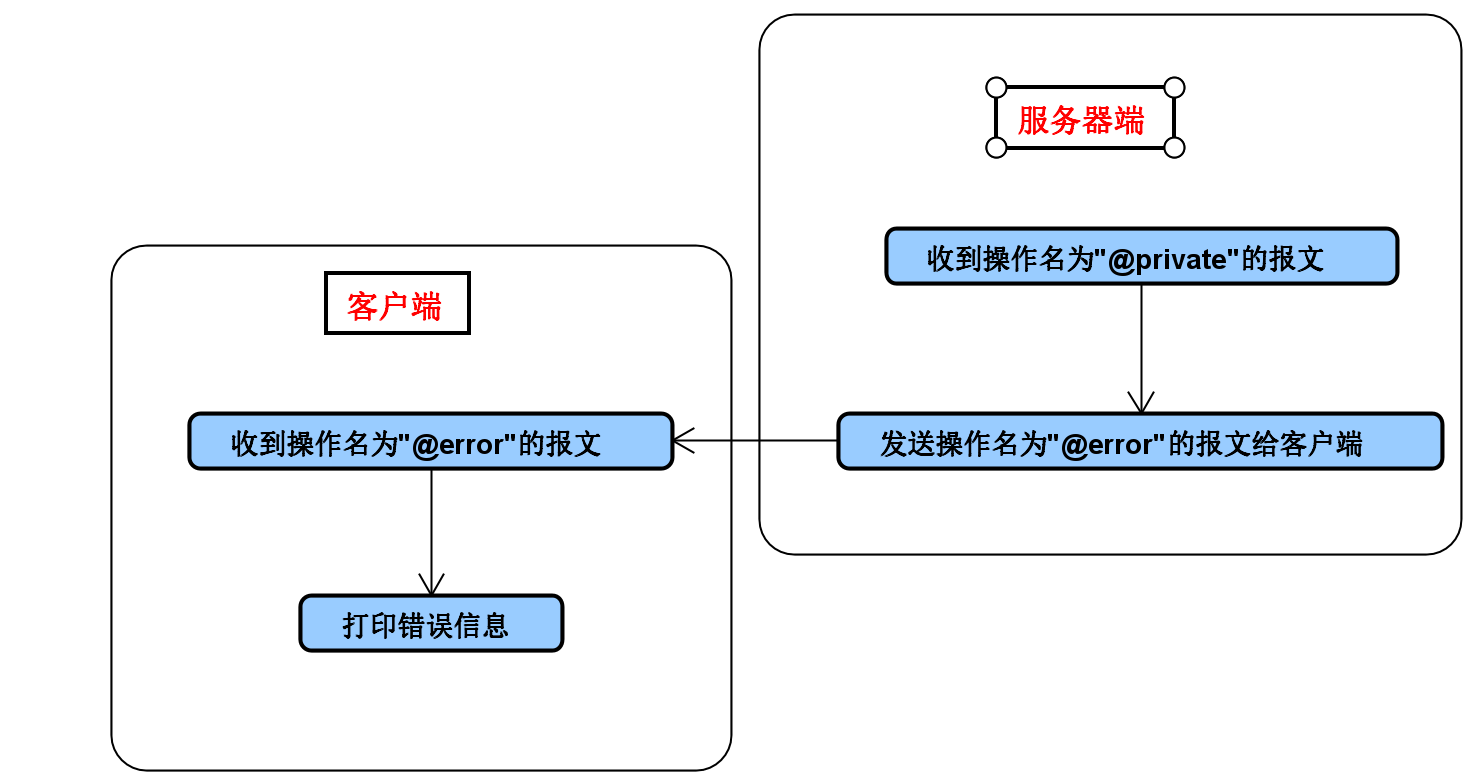 服务器端
收到操作名为"@private"的报文
发送操作名为"@error"的报文给客户端
客户端
收到操作名为"@error"的报文
打印错误信息